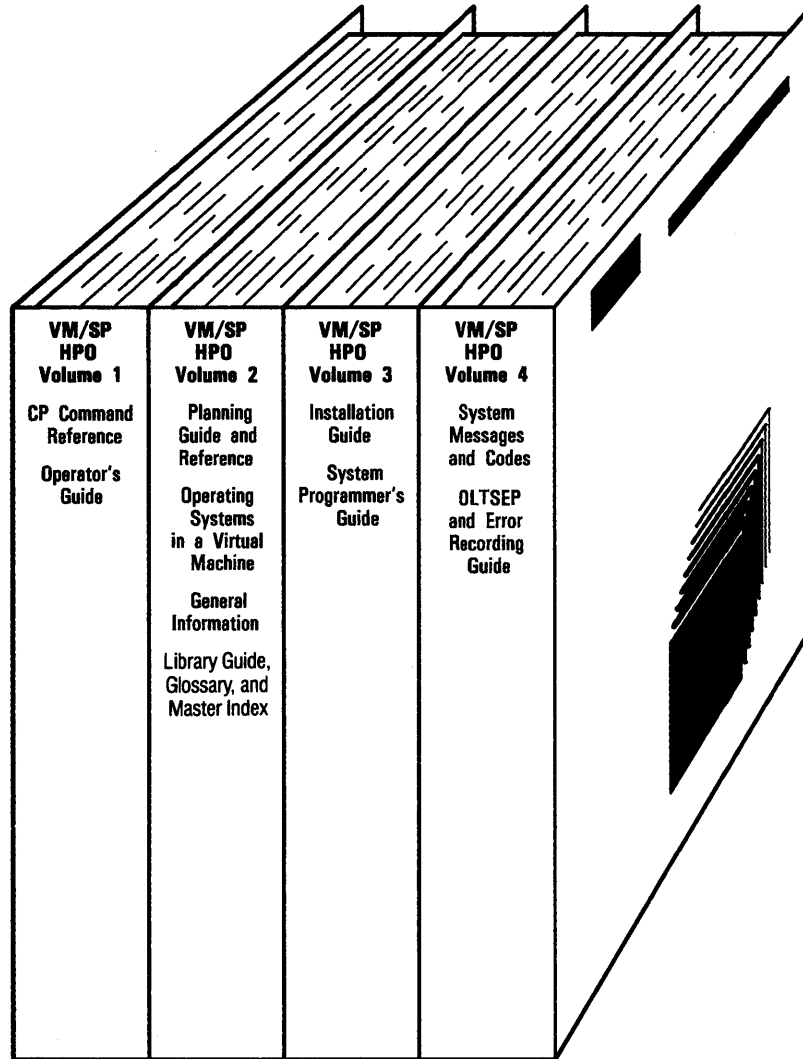 VM/SP
HPO
Volume 1
CP Command
Reference
Operator's
Guide
VM/SP
HPO
Volume 2
Planning
Guide and
Reference
Operating
Systems
in a Virtual
Machine
General
Information
Library Guide,
Glossary, and
Master Index
VM/SP
HPO
Volume 3
Installation
Guide
System
Programmer's
Guide
VM/SP
HPO
Volume 4
System
Messages
and Codes
OLTSEP
and Error
Recording
Guide